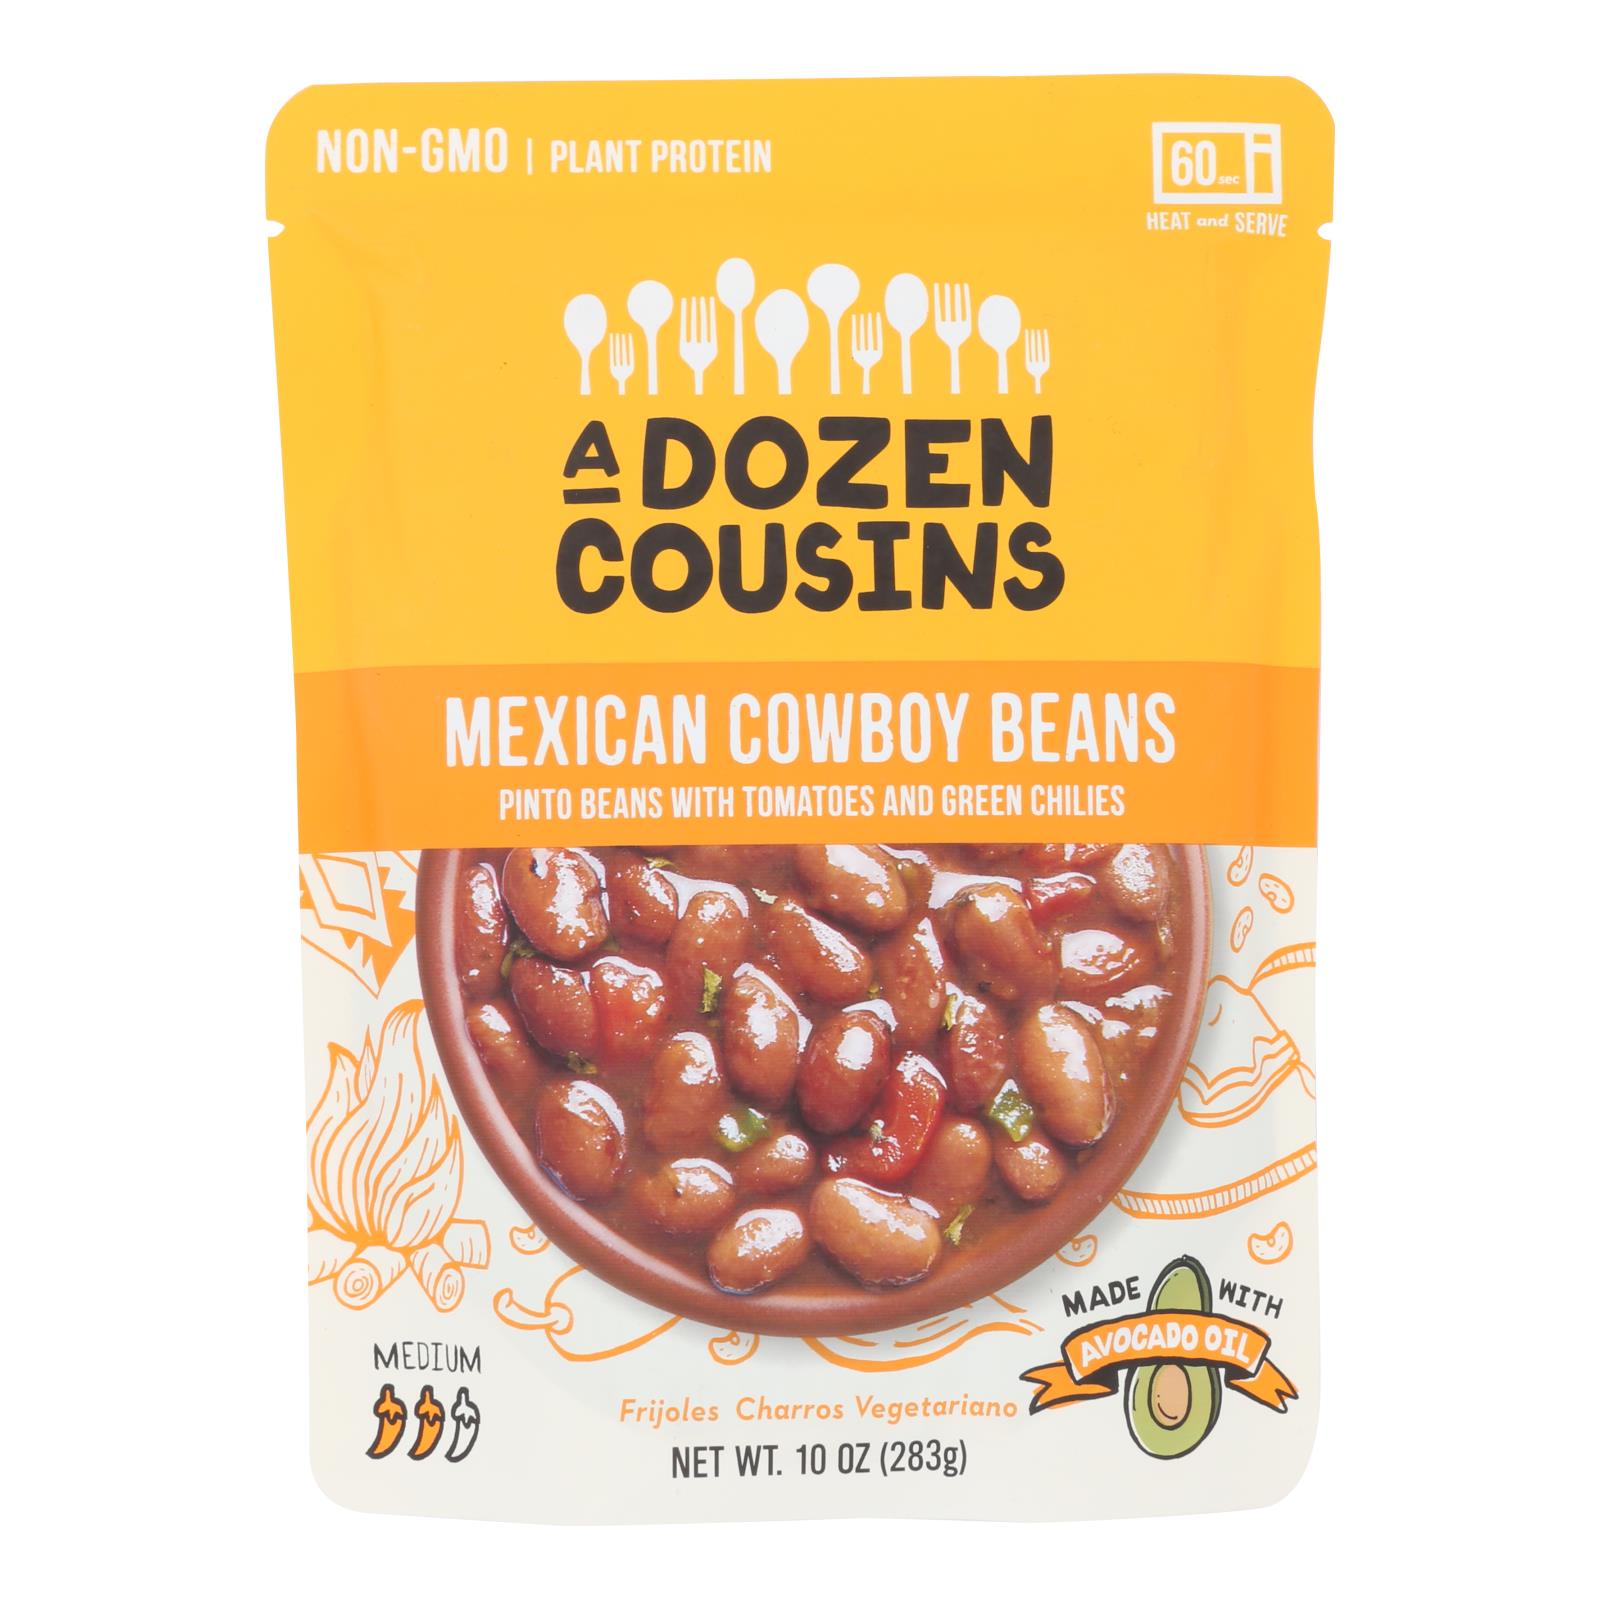 NON-GMO | PLANT PROTEIN
60 sec
HEAT and SERVE
A DOZEN
COUSINS
MEXICAN COWBOY BEANS
PINTO BEANS WITH TOMATOES AND GREEN CHILIES
MADE WITH
AVOCADO OIL
MEDIUM
Frijoles Charros Vegetariano
NET WT. 10 OZ (283g)